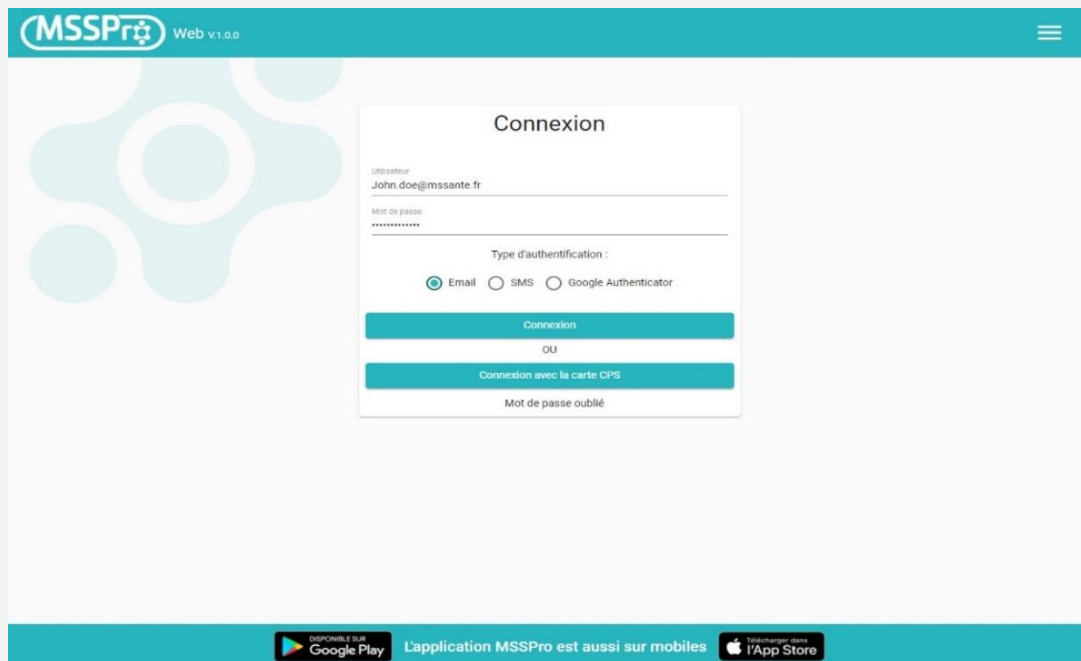 MSSPro Web v.1.0.0
Connexion
Utilisateur
John.doe@mssante.fr
Mot de passe
•••••••••••••
Type d'authentification :
Email SMS Google Authenticator
Connexion
OU
Connexion avec la carte CPS
Mot de passe oublié
DISPONIBLE SUR
Google Play
L'application MSSPro est aussi sur mobiles
Télécharger dans
l'App Store